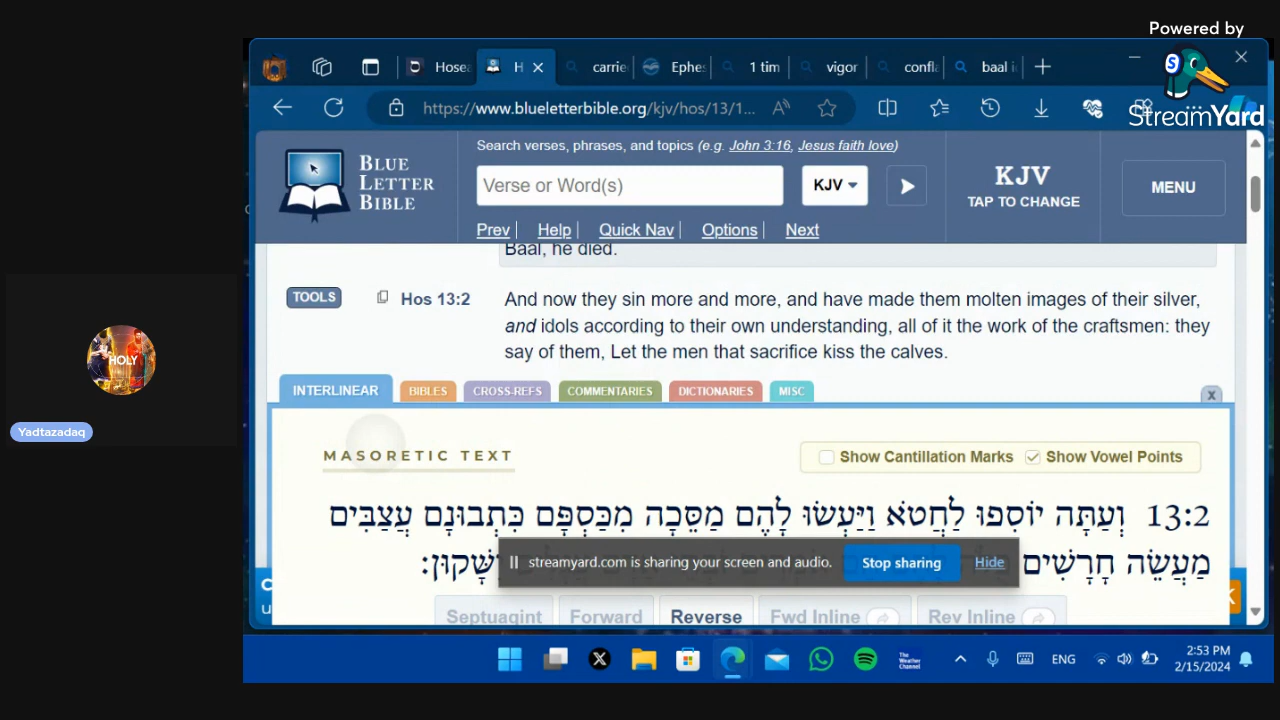 Powered by
StreamYard
Hosea
H
carrie
Ephes
1 tim
vigor
confla
baal i
https://www.blueletterbible.org/kjv/hos/13/1...
BLUE
LETTER
BIBLE
Search verses, phrases, and topics (e.g. John 3:16, Jesus faith love)
Verse or Word(s)
KJV
Prev | Help | Quick Nav | Options | Next
KJV
TAP TO CHANGE
MENU
Baal, he died.
TOOLS
Hos 13:2
And now they sin more and more, and have made them molten images of their silver,
and idols according to their own understanding, all of it the work of the craftsmen: they
say of them, Let the men that sacrifice kiss the calves.
INTERLINEAR
BIBLES
CROSS-REFS
COMMENTARIES
DICTIONARIES
MISC
X
MASORETIC TEXT
Show Cantillation Marks
Show Vowel Points
13:2 וְעַתָּה יוֹסִפוּ לַחֲטֹא וַיַּעְשׂוּ לָהֶם מַסֵּכָה מִכַּסְפָּם כִּתְבוּנָם עֲצַבִּים
מַעֲשֵׂה חָרָשִׁים
streamyard.com is sharing your screen and audio.
Stop sharing
Hide
Septuagint
Forward
Reverse
Fwd Inline
Rev Inline
HOLY
Yadtazadaq
The
Weather
Channel
ENG
2:53 PM
2/15/2024